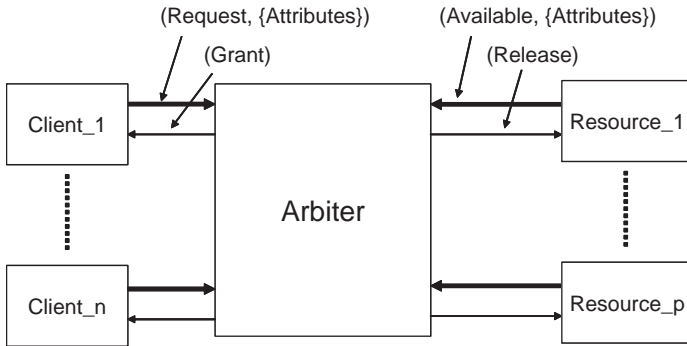 (Request, {Attributes})
(Available, {Attributes})
(Grant)
(Release)
Client_1
Resource_1
Arbiter
Client_n
Resource_p